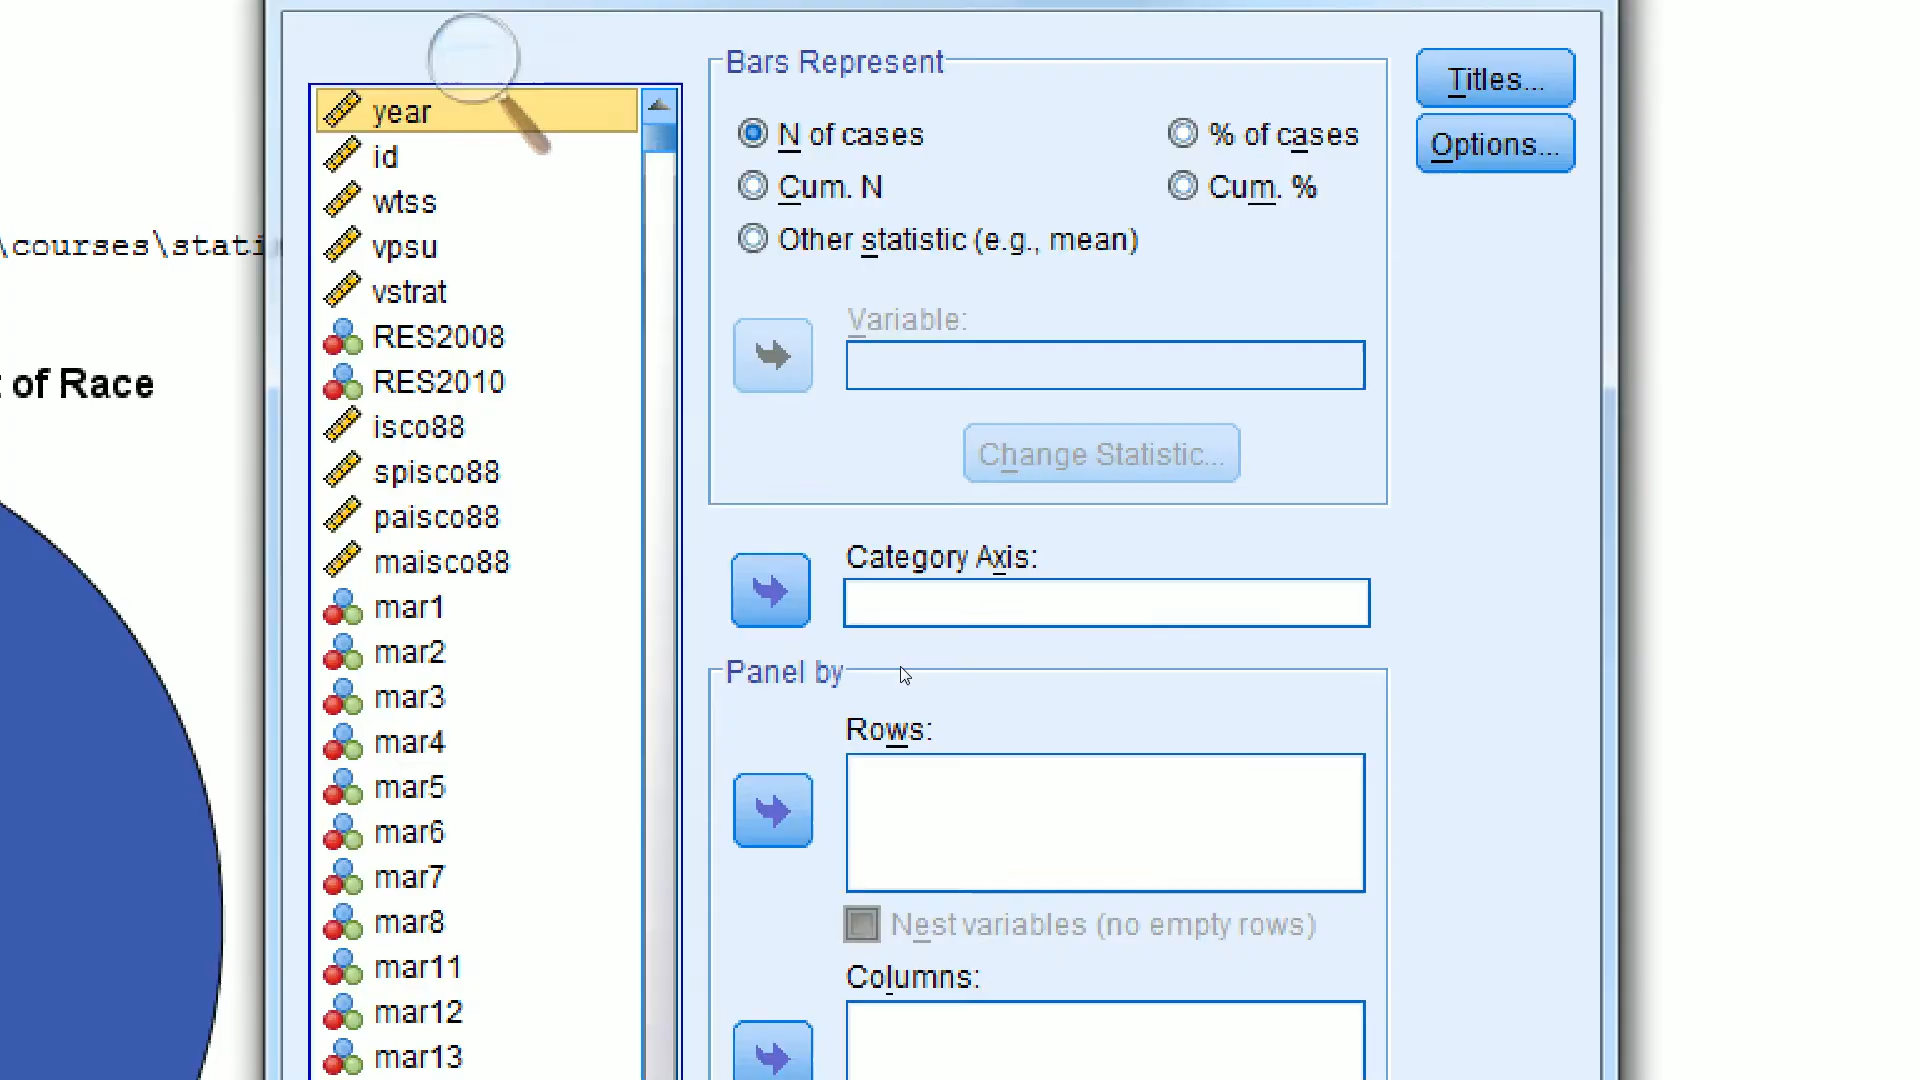 \courses\stati
of Race
year
id
wtss
vpsu
vstrat
RES2008
RES2010
isco88
spisco88
paisco88
maisco88
mar1
mar2
mar3
mar4
mar5
mar6
mar7
mar8
mar11
mar12
mar13
Bars Represent
N of cases
% of cases
Cum. N
Cum. %
Other statistic (e.g., mean)
Variable:
Change Statistic...
Category Axis:
Panel by
Rows:
Nest variables (no empty rows)
Columns:
Titles...
Options...